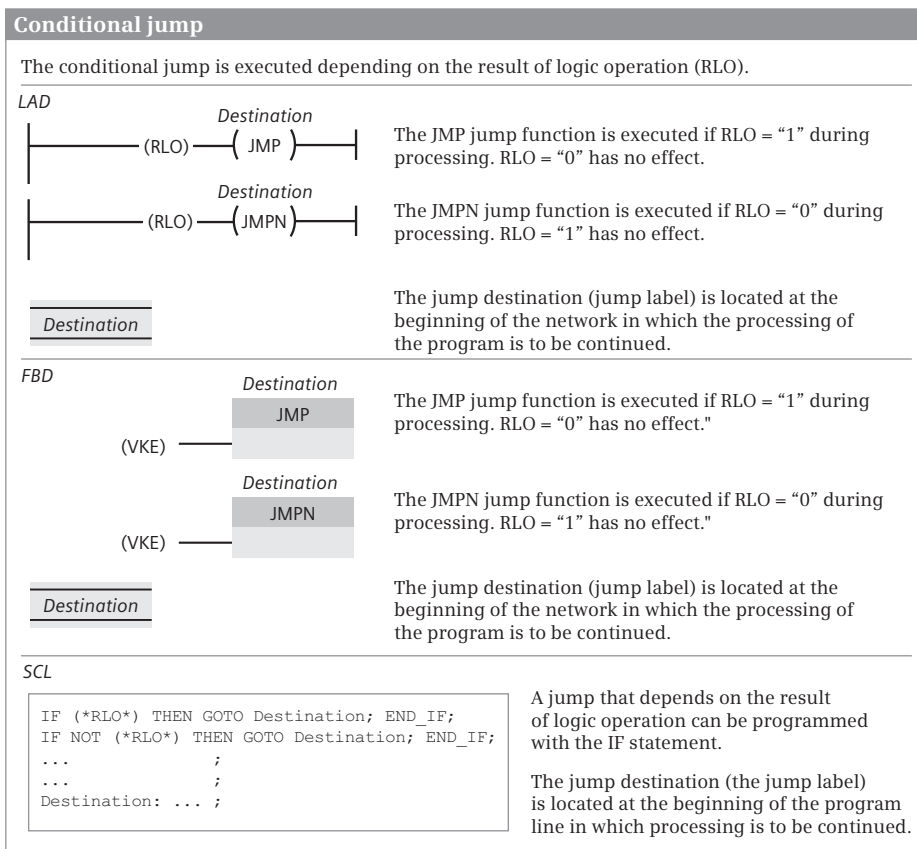 Conditional jump
The conditional jump is executed depending on the result of logic operation (RLO).
LAD
Destination
(RLO) ( JMP )
The JMP jump function is executed if RLO = “1” during
processing. RLO = “0” has no effect.
Destination
(RLO) (JMPN)
The JMPN jump function is executed if RLO = “0” during
processing. RLO = “1” has no effect.
Destination
The jump destination (jump label) is located at the
beginning of the network in which the processing of
the program is to be continued.
FBD
Destination
JMP
(VKE)
The JMP jump function is executed if RLO = “1” during
processing. RLO = “0” has no effect."
Destination
JMPN
(VKE)
The JMPN jump function is executed if RLO = “0” during
processing. RLO = “1” has no effect."
Destination
The jump destination (jump label) is located at the
beginning of the network in which the processing of
the program is to be continued.
SCL
IF (*RLO*) THEN GOTO Destination; END_IF;
IF NOT (*RLO*) THEN GOTO Destination; END_IF;
... ;
... ;
Destination: ... ;
A jump that depends on the result
of logic operation can be programmed
with the IF statement.
The jump destination (the jump label)
is located at the beginning of the program
line in which processing is to be continued.